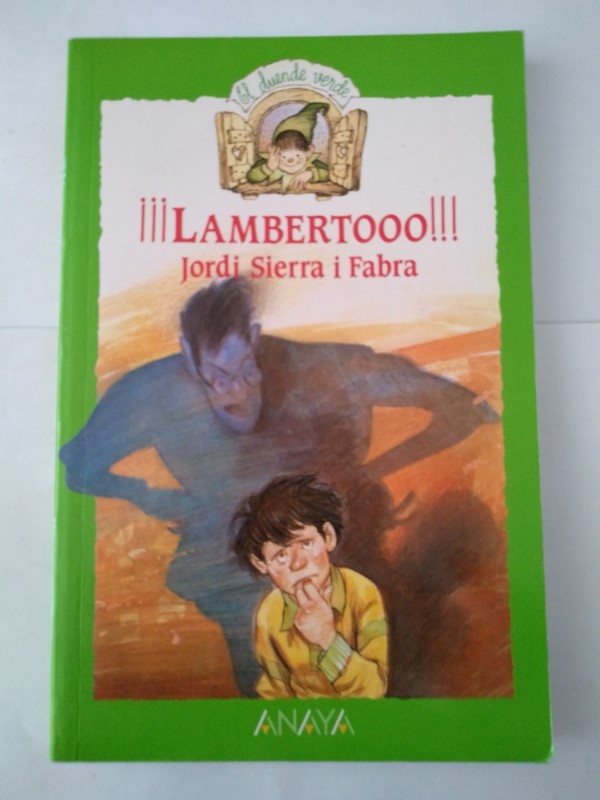 El duende verde
¡¡¡LAMBERTOOO!!!
Jordi Sierra i Fabra
ANAYA